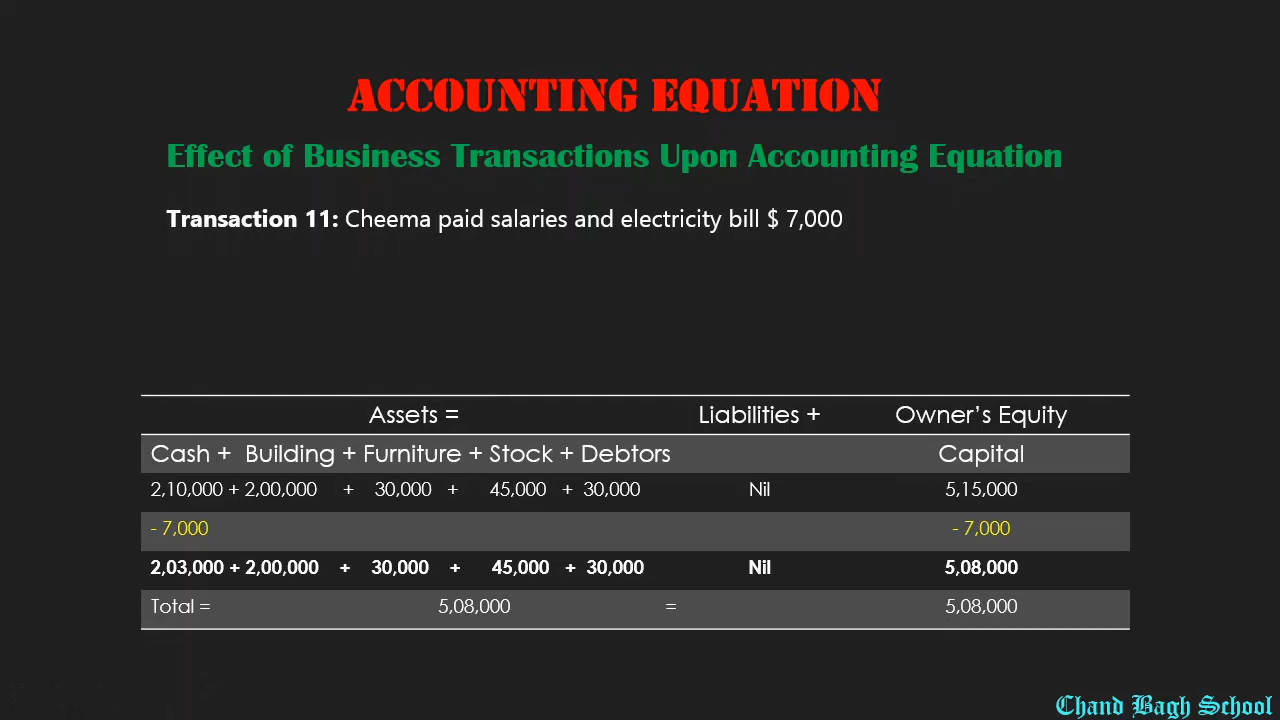 ACCOUNTING EQUATION
Effect of Business Transactions Upon Accounting Equation
Transaction 11: Cheema paid salaries and electricity bill $ 7,000
Assets = Liabilities + Owner’s Equity
Cash + Building + Furniture + Stock + Debtors Capital
2,10,000 + 2,00,000 + 30,000 + 45,000 + 30,000 Nil 5,15,000
- 7,000 - 7,000
2,03,000 + 2,00,000 + 30,000 + 45,000 + 30,000 Nil 5,08,000
Total = 5,08,000 = 5,08,000
Chand Bagh School